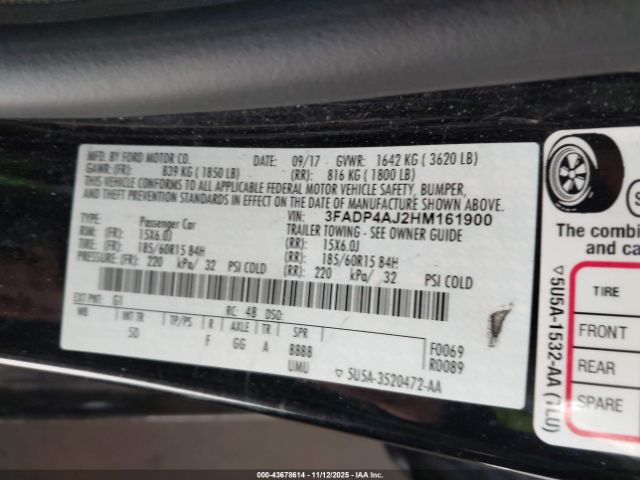 MFD. BY FORD MOTOR CO.
DATE: 09/17 GVWR: 1642 KG ( 3620 LB)
GAWR: (FR): 839 KG ( 1850 LB) (RR): 816 KG ( 1800 LB)
THIS VEHICLE CONFORMS TO ALL APPLICABLE FEDERAL MOTOR VEHICLE SAFETY, BUMPER,
AND THEFT PREVENTION STANDARDS IN EFFECT ON THE DATE OF MANUFACTURE SHOWN ABOVE.
VIN: 3FADP4AJ2HM161900
TYPE: Passenger Car TRAILER TOWING - SEE OWNER GUIDE
RIM: (FR): 15X6.0J (RR): 15X6.0J
TIRE: (FR): 185/60R15 84H (RR): 185/60R15 84H
PRESSURE: (FR): 220 kPa/ 32 PSI COLD (RR): 220 kPa/ 32 PSI COLD
EXT PNT: G1 RC: 48 DSO:
WB INT TR TP/PS R AXLE TR SPR
5D F GG A BBBB
UMU
F0069
R0089
▽ 5U5A-3520472-AA
The combin
and ca
TIRE
FRONT
REAR
SPARE
▽5U5A-1532-AA (3LU)
000-43678614 - 11/12/2025 - IAAI.COM